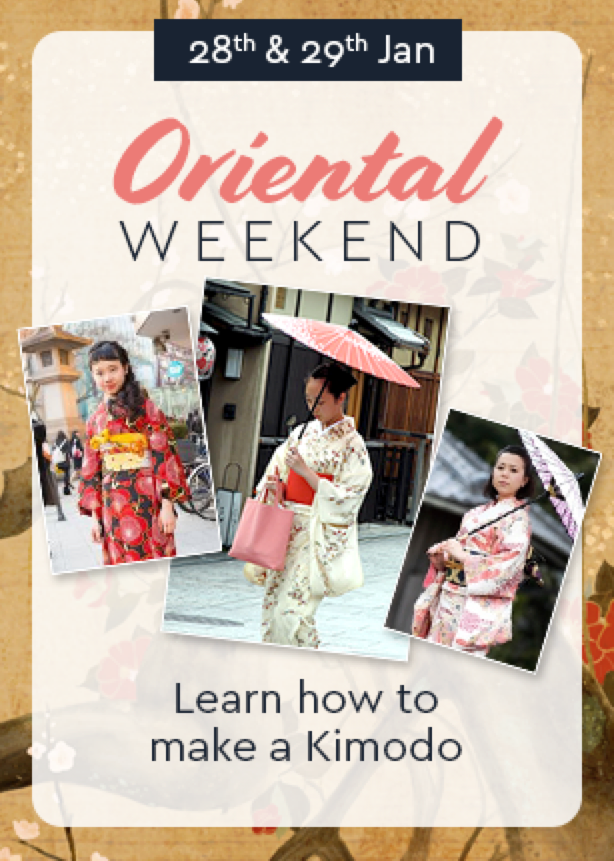 28th & 29th Jan
Oriental
WEEKEND
Learn how to
make a Kimodo